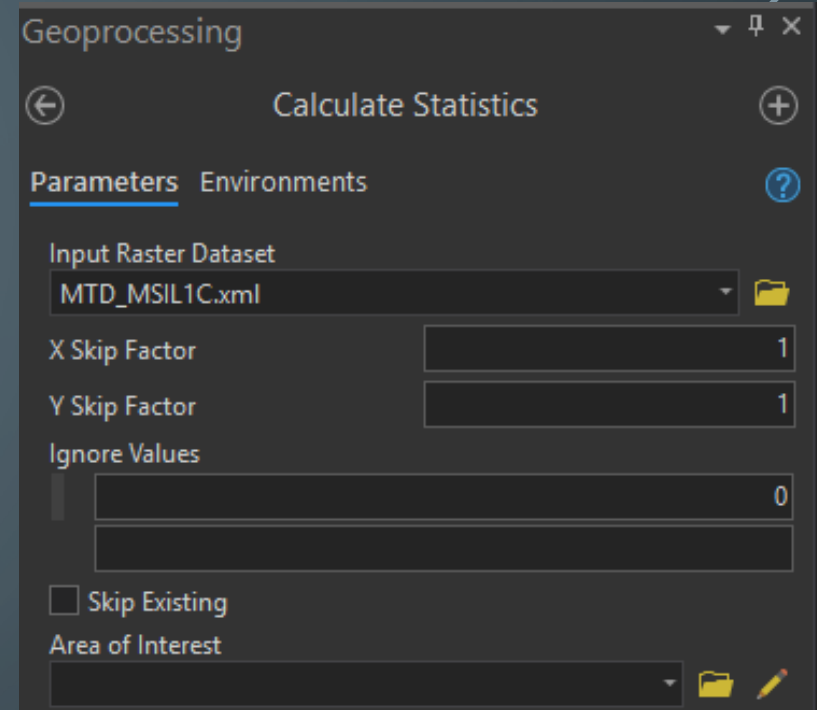 Geoprocessing
Calculate Statistics
Parameters Environments
Input Raster Dataset
MTD_MSIL1C.xml
X Skip Factor 1
Y Skip Factor 1
Ignore Values
0
Skip Existing
Area of Interest